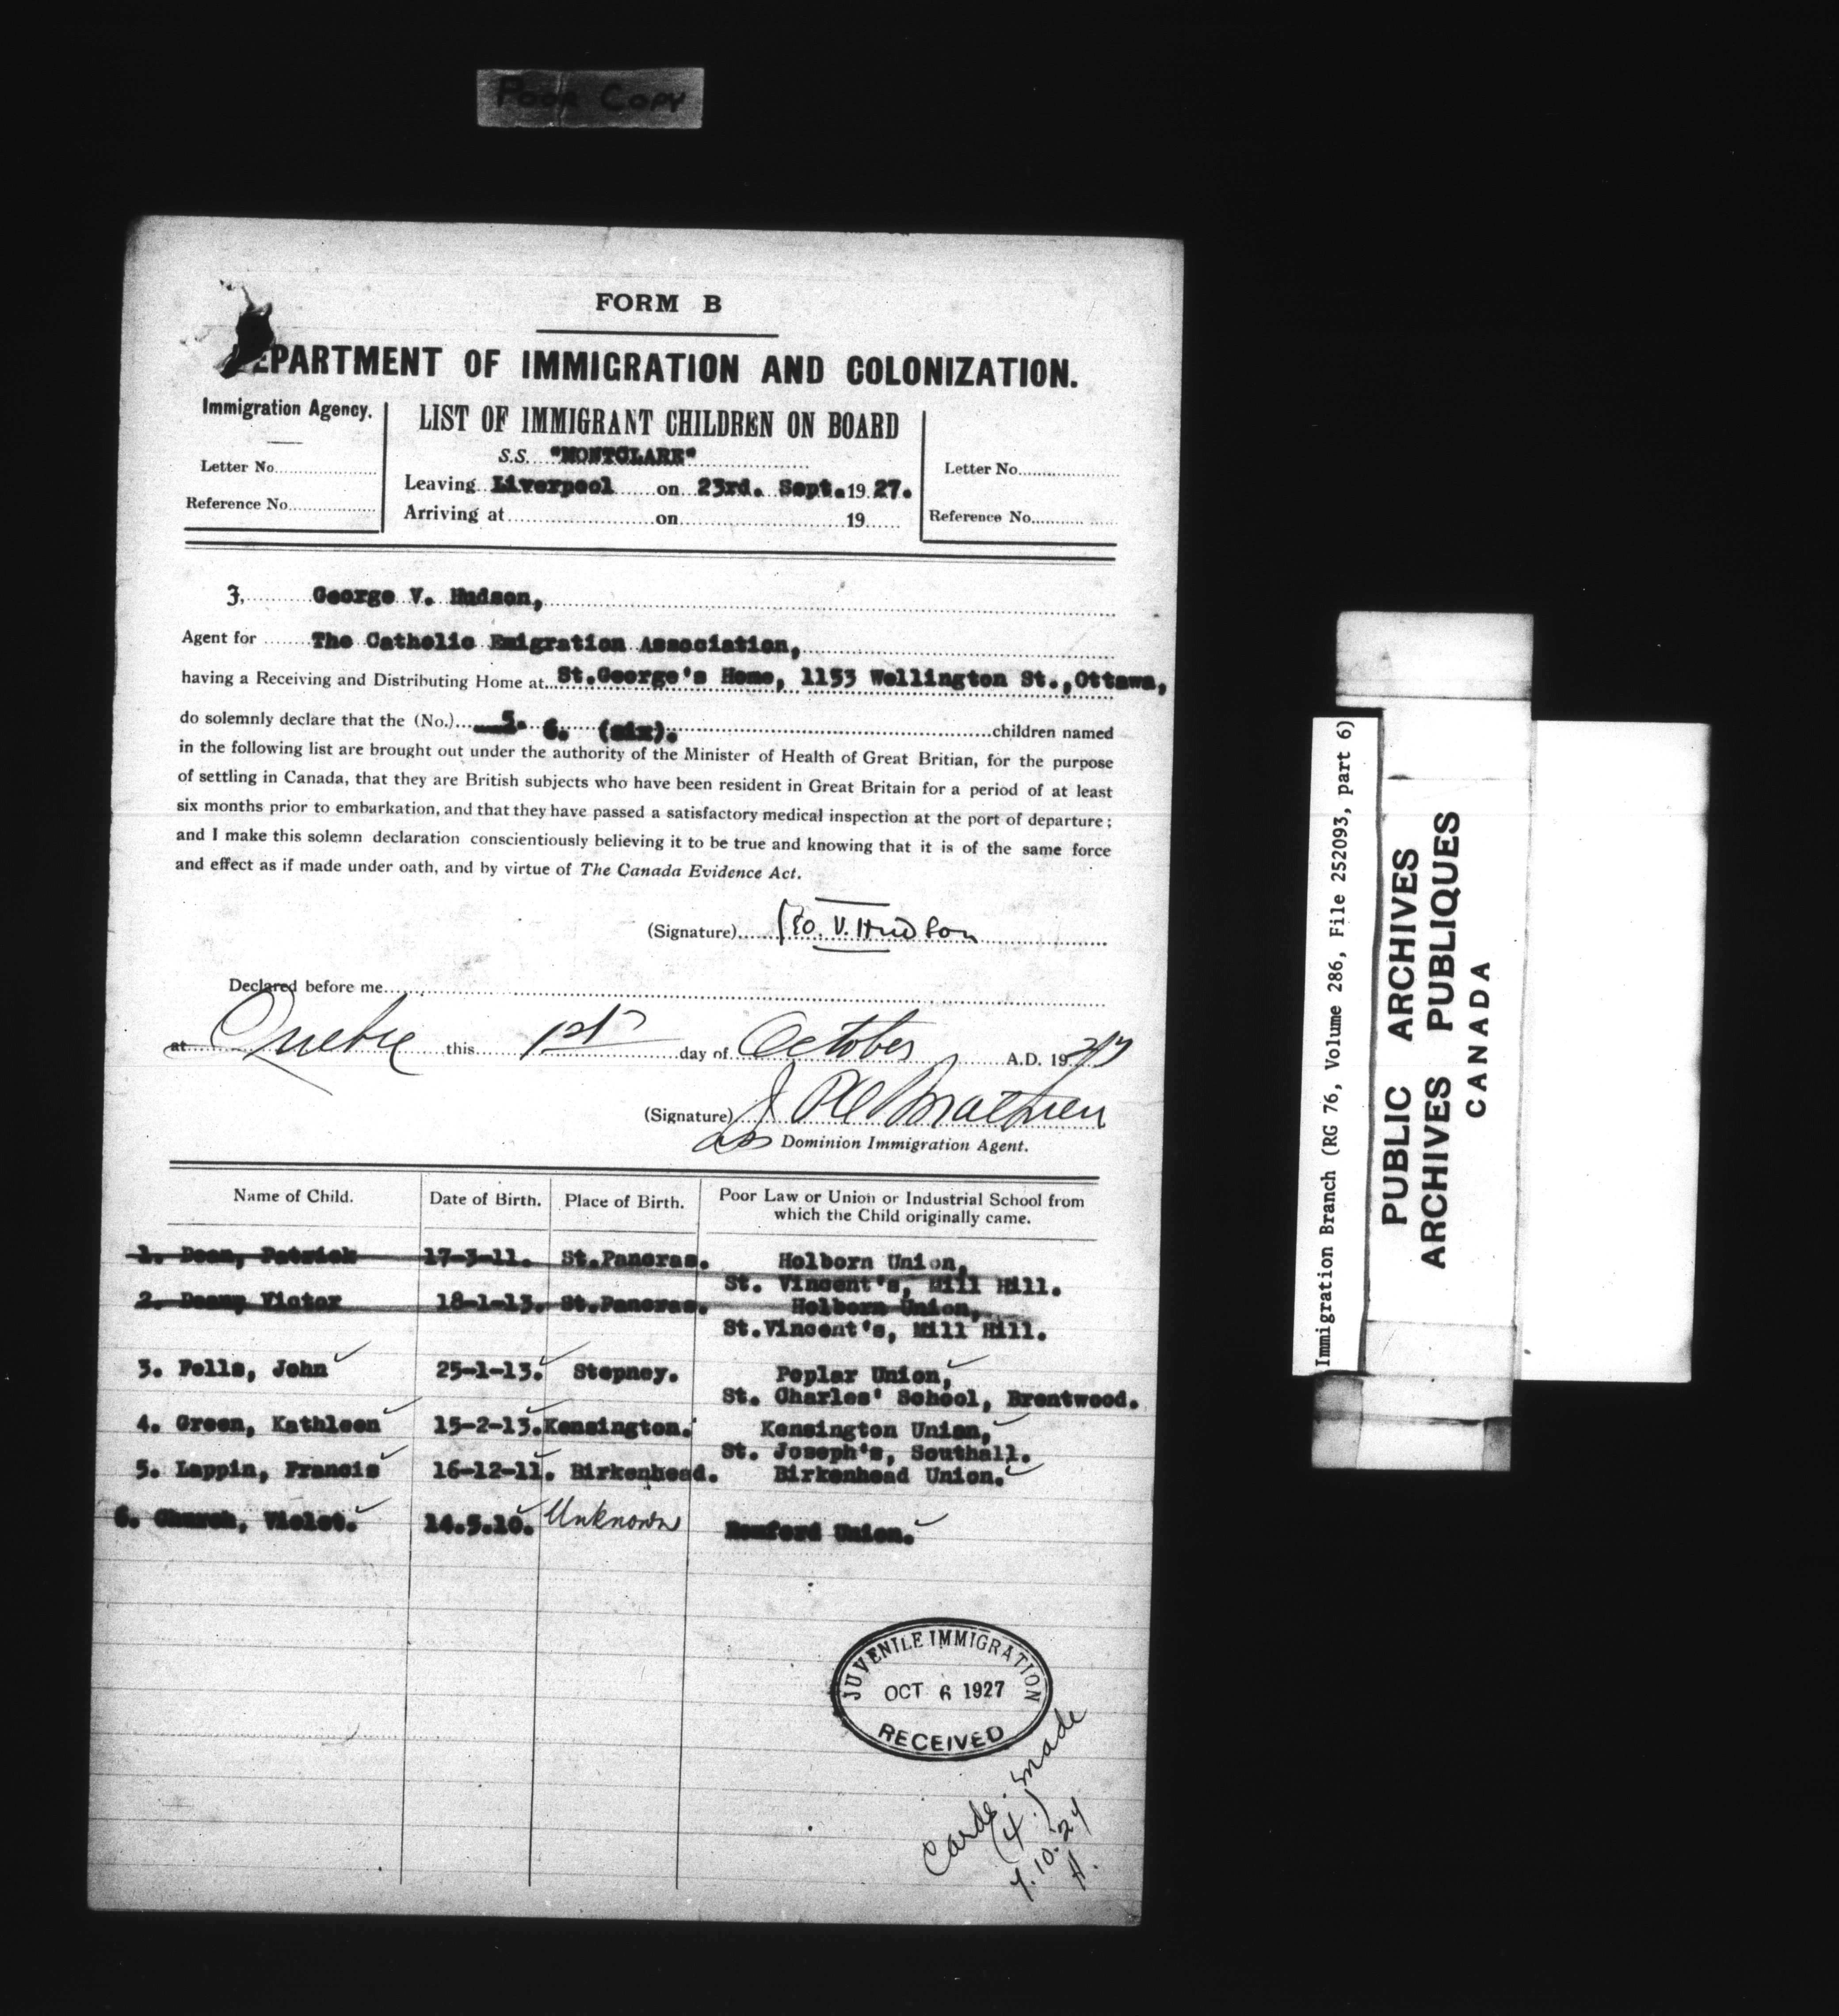 Poor Copy
FORM B
DEPARTMENT OF IMMIGRATION AND COLONIZATION.
Immigration Agency.
Letter No.
Reference No.
LIST OF IMMIGRANT CHILDREN ON BOARD
S.S. "MONTCLARE"
Leaving Liverpool on 23rd. Sept. 19 27.
Arriving at on 19
Letter No.
Reference No.
I, George V. Hudson,
Agent for The Catholic Emigration Association,
having a Receiving and Distributing Home at St.George's Home, 1153 Wellington St.,Ottawa,
do solemnly declare that the (No.) 5. 6. (six). children named
in the following list are brought out under the authority of the Minister of Health of Great Britian, for the purpose
of settling in Canada, that they are British subjects who have been resident in Great Britain for a period of at least
six months prior to embarkation, and that they have passed a satisfactory medical inspection at the port of departure;
and I make this solemn declaration conscientiously believing it to be true and knowing that it is of the same force
and effect as if made under oath, and by virtue of The Canada Evidence Act.
(Signature) Geo. V. Hudson
Declared before me
at Quebec this 1st day of October A.D. 1927
(Signature) Mathieu
Dominion Immigration Agent.
Name of Child. Date of Birth. Place of Birth. Poor Law or Union or Industrial School from
which the Child originally came.
1. Dean, Patrick 17-3-11. St.Pancras. Holborn Union,
St. Vincent's, Mill Hill.
2. Victor 18-1-13. St.Pancras. Holborn Union,
St.Vincent's, Mill Hill.
3. Fells, John 25-1-13. Stepney. Poplar Union,
St. Charles' School, Brentwood.
4. Green, Kathleen 15-2-13. Kensington. Kensington Union,
St. Joseph's, Southall.
5. Lappin, Francis 16-12-11. Birkenhead. Birkenhead Union.
6. Church, Violet. 14.5.10. Unknown Romford Union.
JUVENILE IMMIGRATION
OCT 6 1927
RECEIVED
Cards made
(4.)
7.10.27
H.
Immigration Branch (RG 76, Volume 286, File 252093, part 6)
PUBLIC ARCHIVES
ARCHIVES PUBLIQUES
CANADA